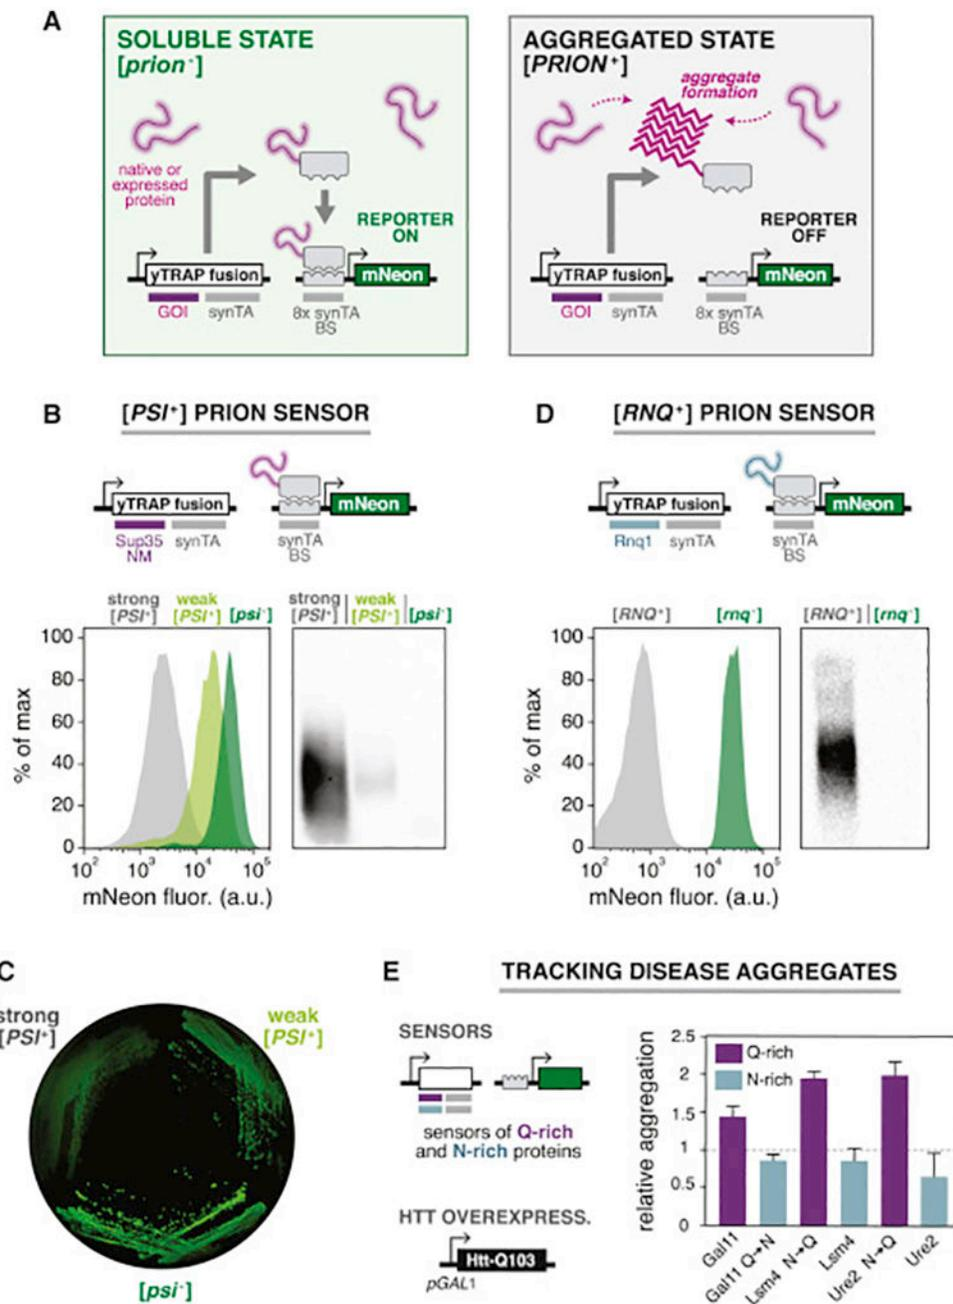 A
SOLUBLE STATE
[prion⁻]
native or
expressed
protein
REPORTER
ON
yTRAP fusion
mNeon
GOI
synTA
8x synTA
BS
AGGREGATED STATE
[PRION⁺]
aggregate
formation
REPORTER
OFF
yTRAP fusion
mNeon
GOI
synTA
8x synTA
BS
B
[PSI⁺] PRION SENSOR
yTRAP fusion
mNeon
Sup35
NM
synTA
synTA
BS
strong
[PSI⁺]
weak
[PSI⁺]
[psi⁻]
strong
[PSI⁺]
weak
[PSI⁺]
[psi⁻]
% of max
100
80
60
40
20
0
10² 10³ 10⁴ 10⁵
mNeon fluor. (a.u.)
D
[RNQ⁺] PRION SENSOR
yTRAP fusion
mNeon
Rnq1
synTA
synTA
BS
[RNQ⁺]
[rnq⁻]
[RNQ⁺]
[rnq⁻]
% of max
100
80
60
40
20
0
10² 10³ 10⁴ 10⁵
mNeon fluor. (a.u.)
C
strong
[PSI⁺]
weak
[PSI⁺]
[psi⁻]
E
TRACKING DISEASE AGGREGATES
SENSORS
sensors of Q-rich
and N-rich proteins
HTT OVEREXPRESS.
Htt-Q103
pGAL1
relative aggregation
2.5
2
1.5
1
0.5
0
Q-rich
N-rich
Gal11
Gal11 Q→N
Lsm4 N→Q
Lsm4
Ure2 N→Q
Ure2